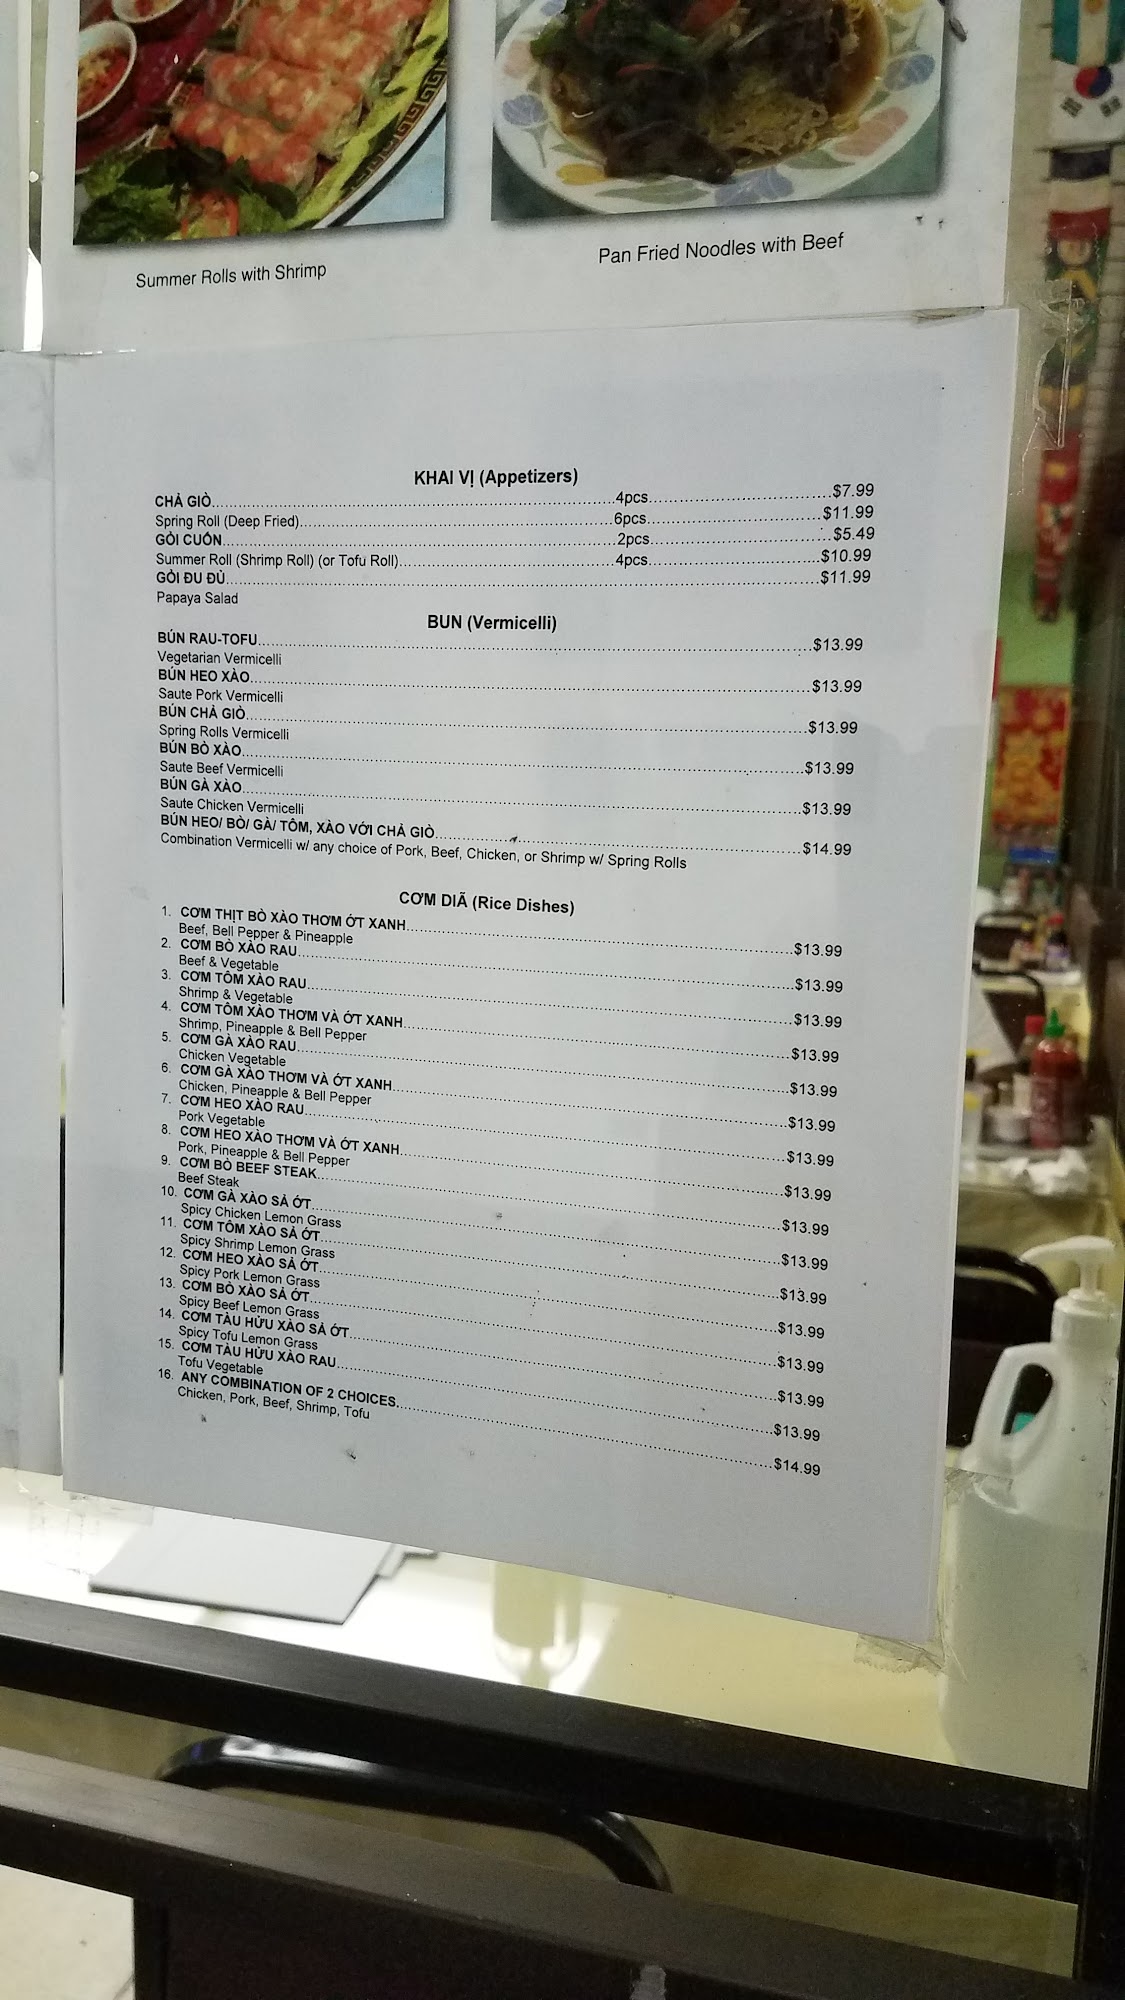 Summer Rolls with Shrimp
Pan Fried Noodles with Beef
KHAI VỊ (Appetizers)
CHẢ GIÒ..........4pcs..........$7.99
Spring Roll (Deep Fried)..........6pcs..........$11.99
GỎI CUỐN..........2pcs..........$5.49
Summer Roll (Shrimp Roll) (or Tofu Roll)..........4pcs..........$10.99
GỎI ĐU ĐỦ..........$11.99
Papaya Salad
BUN (Vermicelli)
BÚN RAU-TOFU..........$13.99
Vegetarian Vermicelli
BÚN HEO XÀO..........$13.99
Saute Pork Vermicelli
BÚN CHẢ GIÒ..........$13.99
Spring Rolls Vermicelli
BÚN BÒ XÀO..........$13.99
Saute Beef Vermicelli
BÚN GÀ XÀO..........$13.99
Saute Chicken Vermicelli
BÚN HEO/ BÒ/ GÀ/ TÔM, XÀO VỚI CHẢ GIÒ..........$14.99
Combination Vermicelli w/ any choice of Pork, Beef, Chicken, or Shrimp w/ Spring Rolls
CƠM DIÃ (Rice Dishes)
1. CƠM THỊT BÒ XÀO THƠM ỚT XANH..........$13.99
Beef, Bell Pepper & Pineapple
2. CƠM BÒ XÀO RAU..........$13.99
Beef & Vegetable
3. CƠM TÔM XÀO RAU..........$13.99
Shrimp & Vegetable
4. CƠM TÔM XÀO THƠM VÀ ỚT XANH..........$13.99
Shrimp, Pineapple & Bell Pepper
5. CƠM GÀ XÀO RAU..........$13.99
Chicken Vegetable
6. CƠM GÀ XÀO THƠM VÀ ỚT XANH..........$13.99
Chicken, Pineapple & Bell Pepper
7. CƠM HEO XÀO RAU..........$13.99
Pork Vegetable
8. CƠM HEO XÀO THƠM VÀ ỚT XANH..........$13.99
Pork, Pineapple & Bell Pepper
9. CƠM BÒ BEEF STEAK..........$13.99
Beef Steak
10. CƠM GÀ XÀO SẢ ỚT..........$13.99
Spicy Chicken Lemon Grass
11. CƠM TÔM XÀO SẢ ỚT..........$13.99
Spicy Shrimp Lemon Grass
12. CƠM HEO XÀO SẢ ỚT..........$13.99
Spicy Pork Lemon Grass
13. CƠM BÒ XÀO SẢ ỚT..........$13.99
Spicy Beef Lemon Grass
14. CƠM TÀU HỪU XÀO SẢ ỚT..........$13.99
Spicy Tofu Lemon Grass
15. CƠM TÀU HỪU XÀO RAU..........$13.99
Tofu Vegetable
16. ANY COMBINATION OF 2 CHOICES..........$14.99
Chicken, Pork, Beef, Shrimp, Tofu